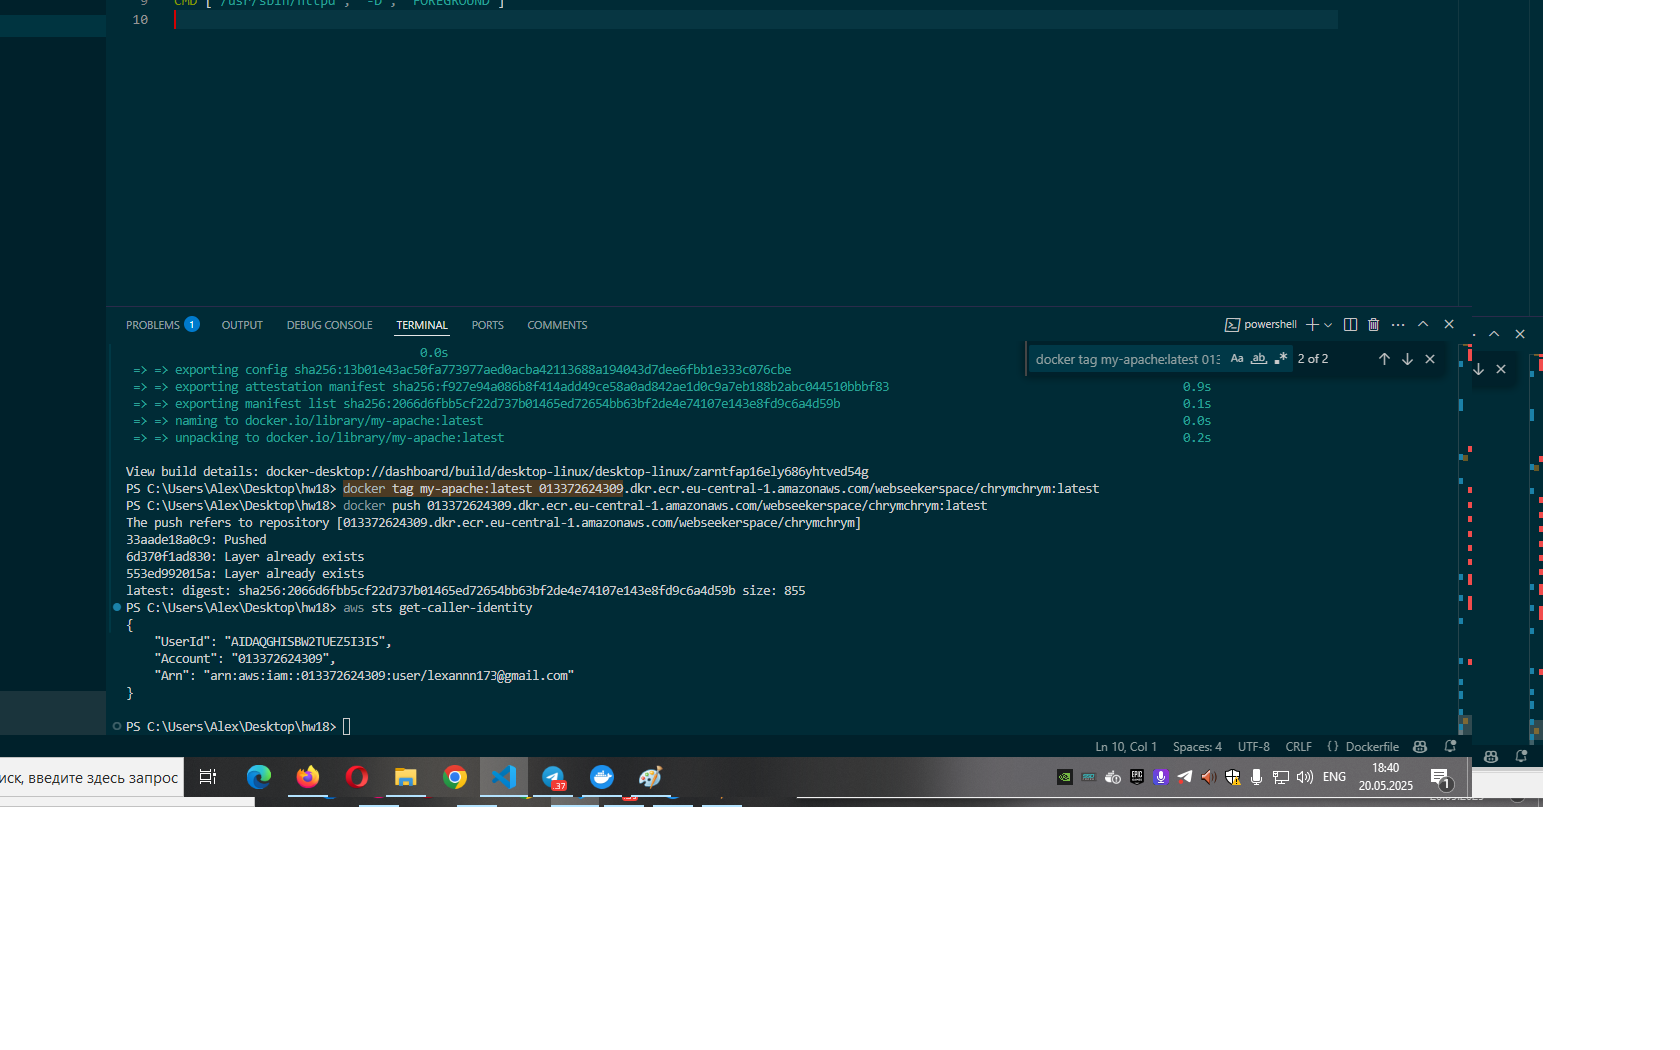 9 CMD ["/usr/sbin/httpd", "-D", "FOREGROUND"]
10
PROBLEMS 1 OUTPUT DEBUG CONSOLE TERMINAL PORTS COMMENTS powershell
docker tag my-apache:latest 013 Aa ab 2 of 2
0.0s
=> => exporting config sha256:13b01e43ac50fa773977aed0acba42113688a194043d7dee6fbb1e333c076cbe
=> => exporting attestation manifest sha256:f927e94a086b8f414add49ce58a0ad842ae1d0c9a7eb188b2abc044510bbbf83 0.9s
=> => exporting manifest list sha256:2066d6fbb5cf22d737b01465ed72654bb63bf2de4e74107e143e8fd9c6a4d59b 0.1s
=> => naming to docker.io/library/my-apache:latest 0.0s
=> => unpacking to docker.io/library/my-apache:latest 0.2s
View build details: docker-desktop://dashboard/build/desktop-linux/desktop-linux/zarntfap16ely686yhtved54g
PS C:\Users\Alex\Desktop\hw18> docker tag my-apache:latest 013372624309.dkr.ecr.eu-central-1.amazonaws.com/webseekerspace/chrymchrym:latest
PS C:\Users\Alex\Desktop\hw18> docker push 013372624309.dkr.ecr.eu-central-1.amazonaws.com/webseekerspace/chrymchrym:latest
The push refers to repository [013372624309.dkr.ecr.eu-central-1.amazonaws.com/webseekerspace/chrymchrym]
33aade18a0c9: Pushed
6d370f1ad830: Layer already exists
553ed992015a: Layer already exists
latest: digest: sha256:2066d6fbb5cf22d737b01465ed72654bb63bf2de4e74107e143e8fd9c6a4d59b size: 855
PS C:\Users\Alex\Desktop\hw18> aws sts get-caller-identity
{
"UserId": "AIDAQGHISBW2TUEZ5I3IS",
"Account": "013372624309",
"Arn": "arn:aws:iam::013372624309:user/lexannn173@gmail.com"
}
PS C:\Users\Alex\Desktop\hw18>
Ln 10, Col 1 Spaces: 4 UTF-8 CRLF {} Dockerfile
иск, введите здесь запрос 37 EPIC ENG 18:40 1
20.05.2025